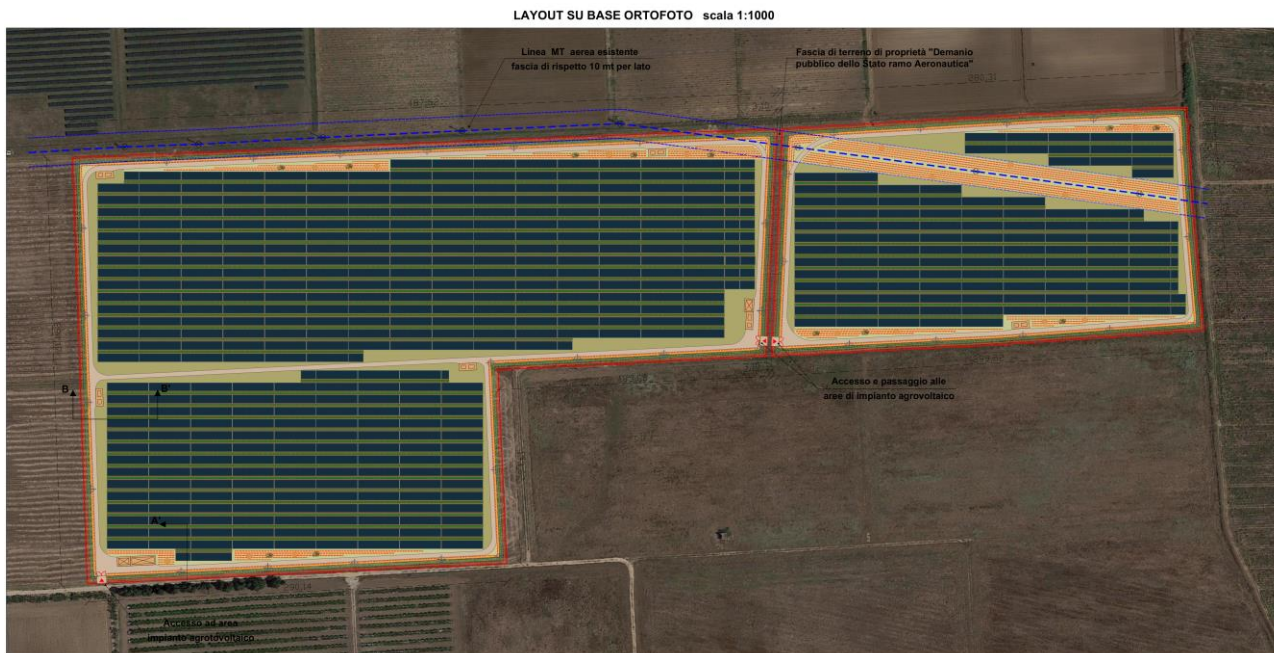 LAYOUT SU BASE ORTOFOTO scala 1:1000
Linea MT aerea esistente
fascia di rispetto 10 mt per lato
Fascia di terreno di proprietà "Demanio
pubblico dello Stato ramo Aeronautica"
Accesso e passaggio alle
aree di impianto agrovoltaico
B
B'
A'
A
Accesso ad area
impianto agrotovoltaico